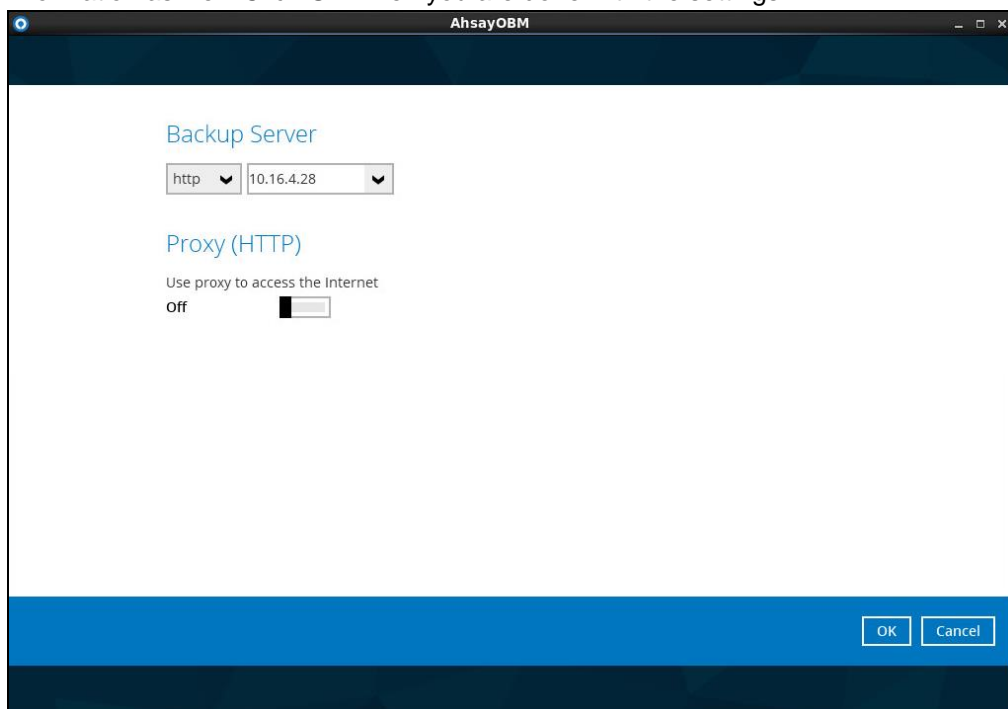 AhsayOBM
Backup Server
http 10.16.4.28
Proxy (HTTP)
Use proxy to access the Internet
Off
OK Cancel